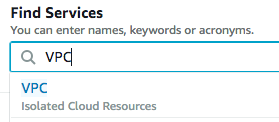 Find Services
You can enter names, keywords or acronyms.
VPC
VPC
Isolated Cloud Resources